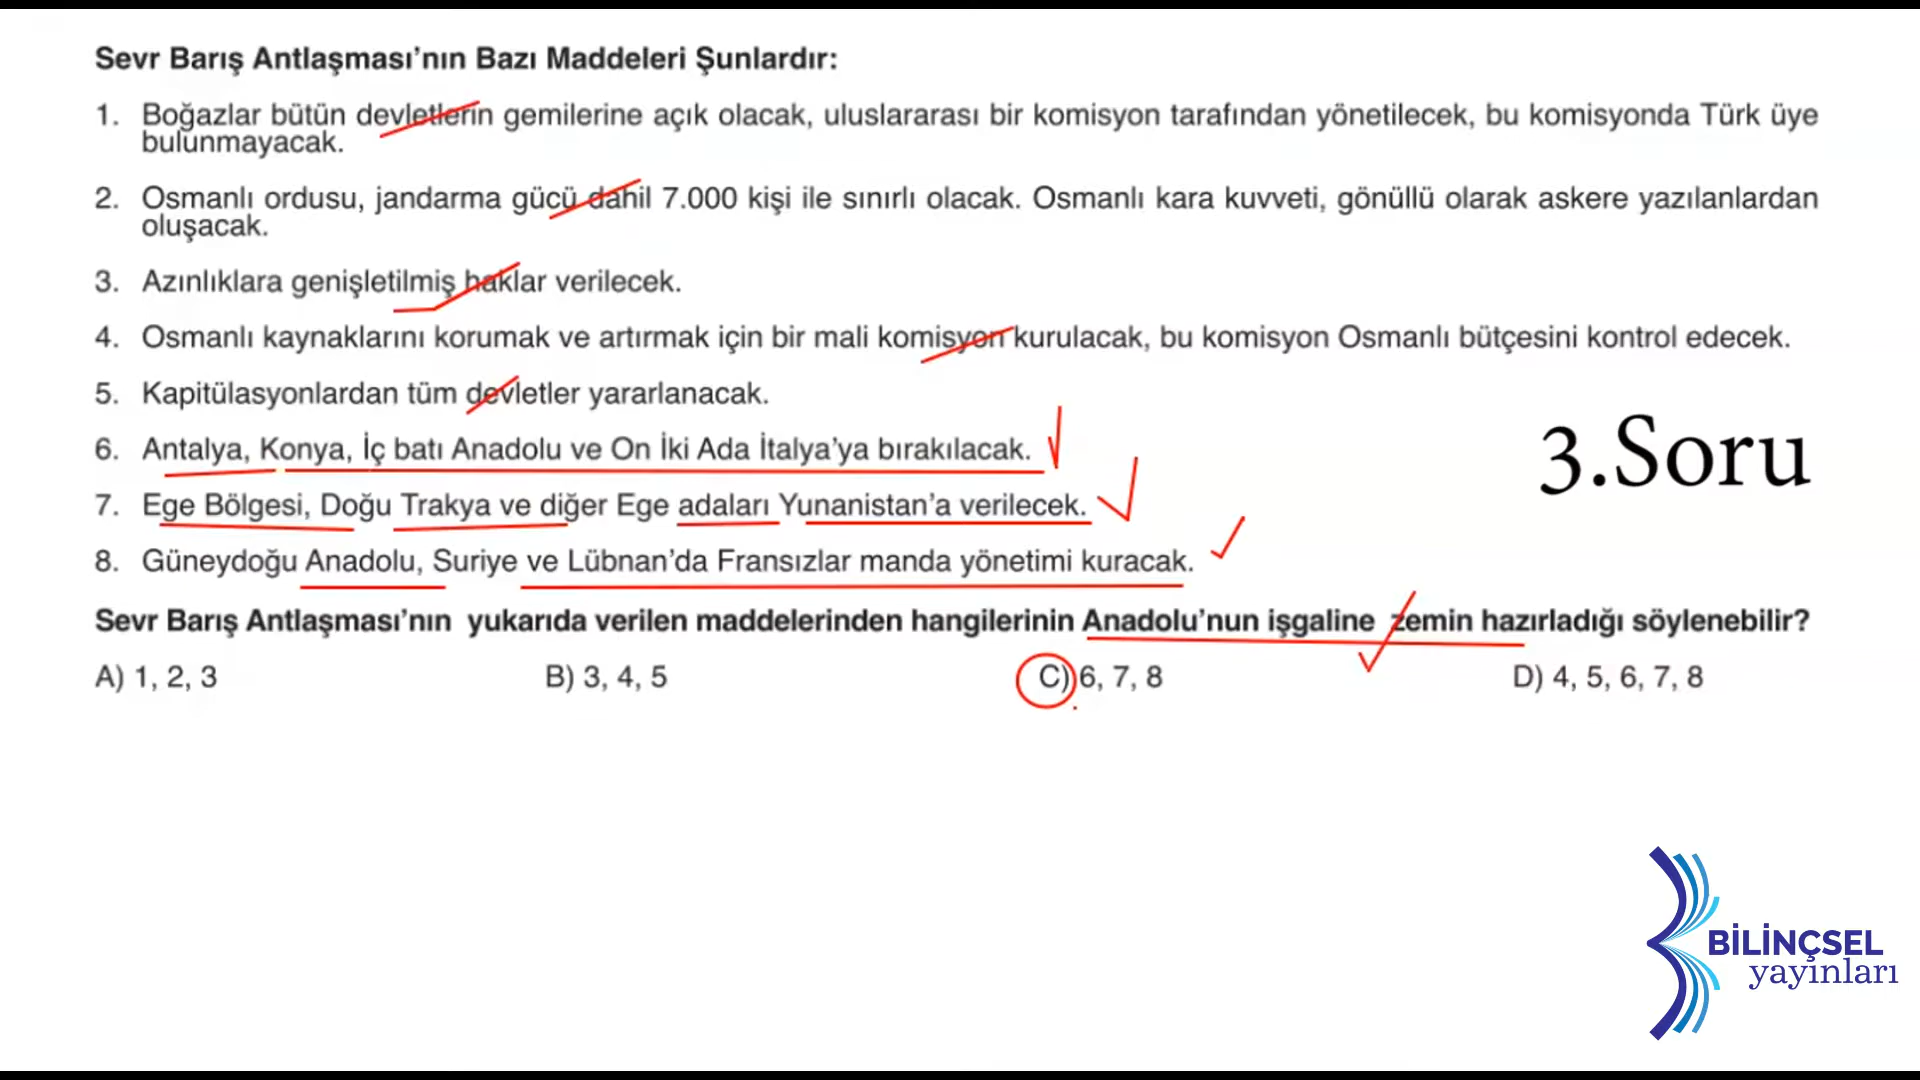 Sevr Barış Antlaşması’nın Bazı Maddeleri Şunlardır:
1. Boğazlar bütün devletlerin gemilerine açık olacak, uluslararası bir komisyon tarafından yönetilecek, bu komisyonda Türk üye
bulunmayacak.
2. Osmanlı ordusu, jandarma gücü dahil 7.000 kişi ile sınırlı olacak. Osmanlı kara kuvveti, gönüllü olarak askere yazılanlardan
oluşacak.
3. Azınlıklara genişletilmiş haklar verilecek.
4. Osmanlı kaynaklarını korumak ve artırmak için bir mali komisyon kurulacak, bu komisyon Osmanlı bütçesini kontrol edecek.
5. Kapitülasyonlardan tüm devletler yararlanacak.
6. Antalya, Konya, İç batı Anadolu ve On İki Ada İtalya’ya bırakılacak.
3.Soru
7. Ege Bölgesi, Doğu Trakya ve diğer Ege adaları Yunanistan’a verilecek.
8. Güneydoğu Anadolu, Suriye ve Lübnan’da Fransızlar manda yönetimi kuracak.
Sevr Barış Antlaşması’nın yukarıda verilen maddelerinden hangilerinin Anadolu’nun işgaline zemin hazırladığı söylenebilir?
A) 1, 2, 3 B) 3, 4, 5 C) 6, 7, 8 D) 4, 5, 6, 7, 8
BİLİNÇSEL
yayınları